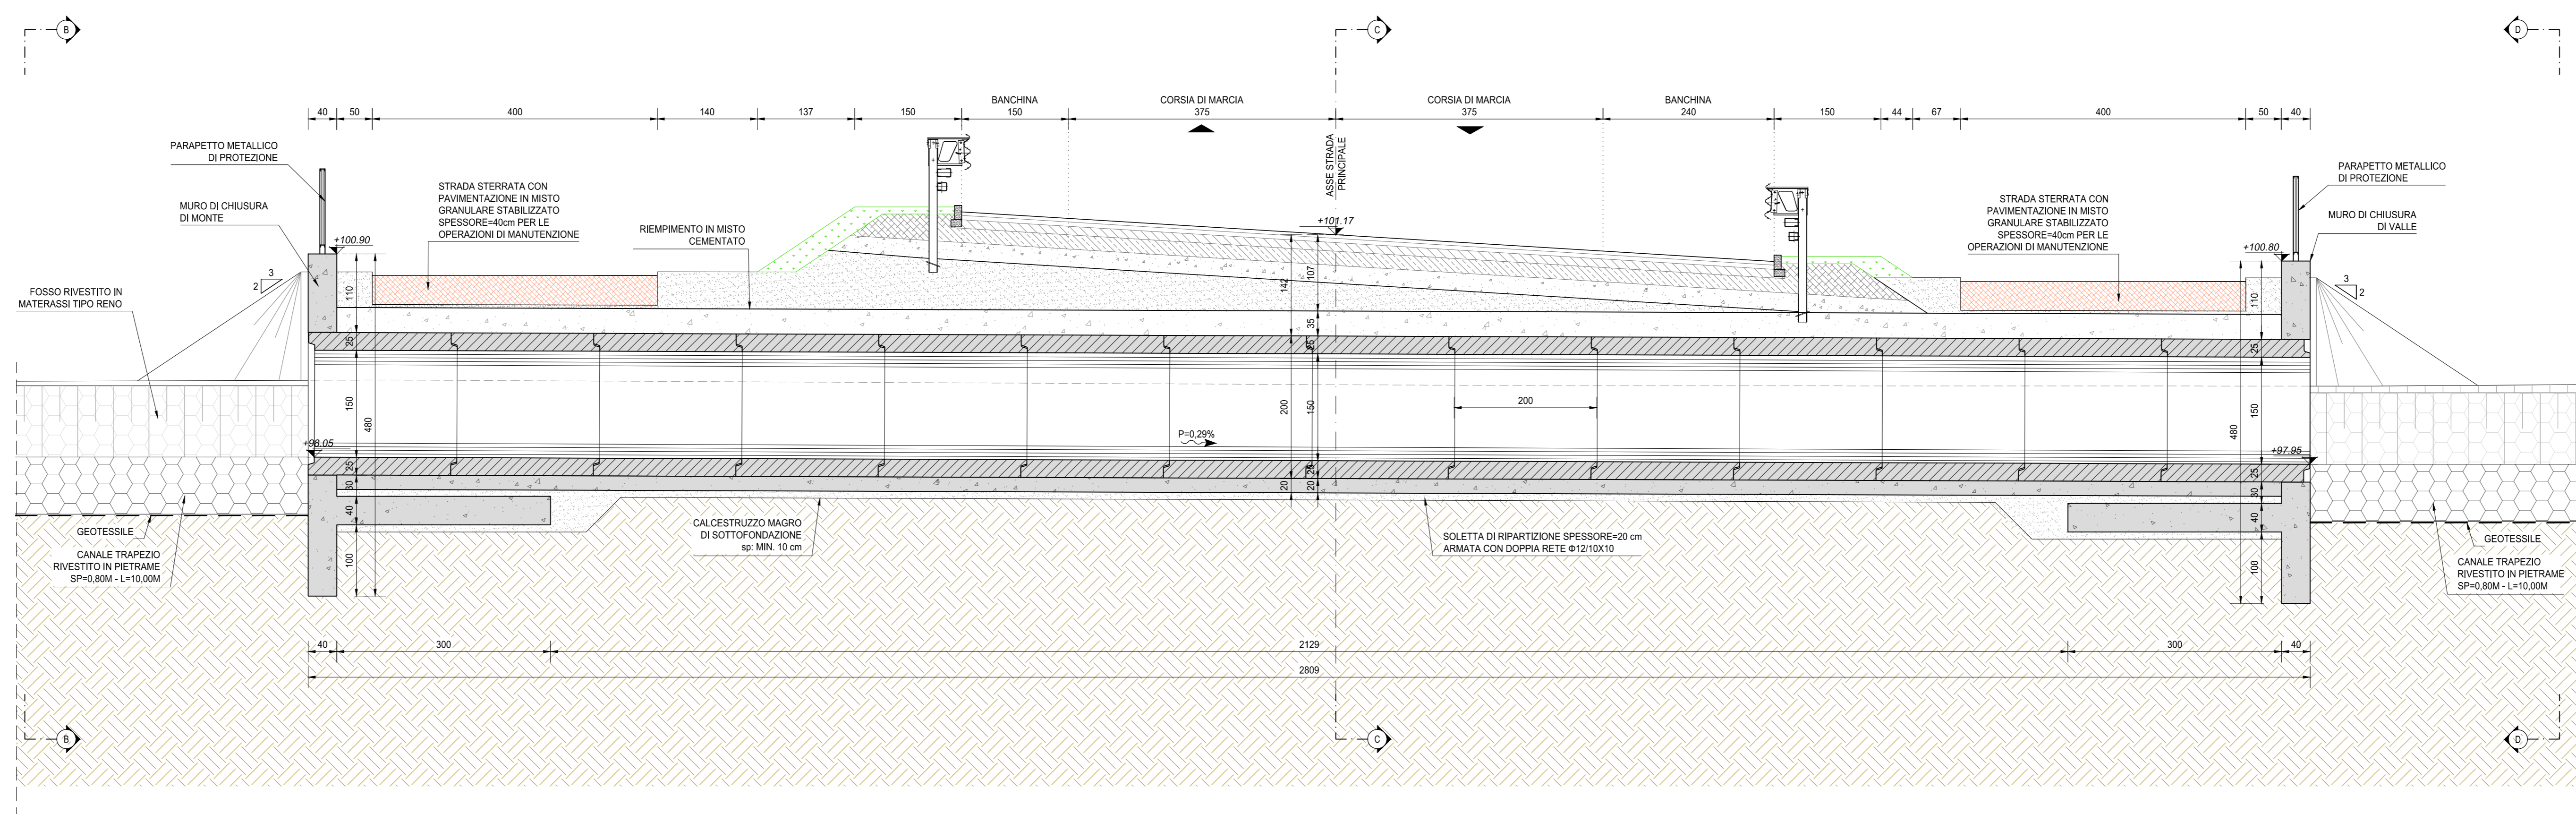 B
C
D
BANCHINA
CORSIA DI MARCIA
CORSIA DI MARCIA
BANCHINA
40
50
400
140
137
150
150
375
375
240
150
44
67
400
50
40
ASSE STRADA
PRINCIPALE
PARAPETTO METALLICO
DI PROTEZIONE
MURO DI CHIUSURA
DI MONTE
STRADA STERRATA CON
PAVIMENTAZIONE IN MISTO
GRANULARE STABILIZZATO
SPESSORE=40cm PER LE
OPERAZIONI DI MANUTENZIONE
RIEMPIMENTO IN MISTO
CEMENTATO
STRADA STERRATA CON
PAVIMENTAZIONE IN MISTO
GRANULARE STABILIZZATO
SPESSORE=40cm PER LE
OPERAZIONI DI MANUTENZIONE
PARAPETTO METALLICO
DI PROTEZIONE
MURO DI CHIUSURA
DI VALLE
+100.90
+101.17
+100.80
3
2
3
2
FOSSO RIVESTITO IN
MATERASSI TIPO RENO
110
25
150
480
25
30
40
100
142
107
35
25
200
150
25
20
20
200
110
25
150
480
25
30
40
100
P=0,29%
+98.05
+97.95
GEOTESSILE
CANALE TRAPEZIO
RIVESTITO IN PIETRAME
SP=0,80M - L=10,00M
CALCESTRUZZO MAGRO
DI SOTTOFONDAZIONE
sp: MIN. 10 cm
SOLETTA DI RIPARTIZIONE SPESSORE=20 cm
ARMATA CON DOPPIA RETE Φ12/10X10
GEOTESSILE
CANALE TRAPEZIO
RIVESTITO IN PIETRAME
SP=0,80M - L=10,00M
40
300
2129
300
40
2809
B
C
D